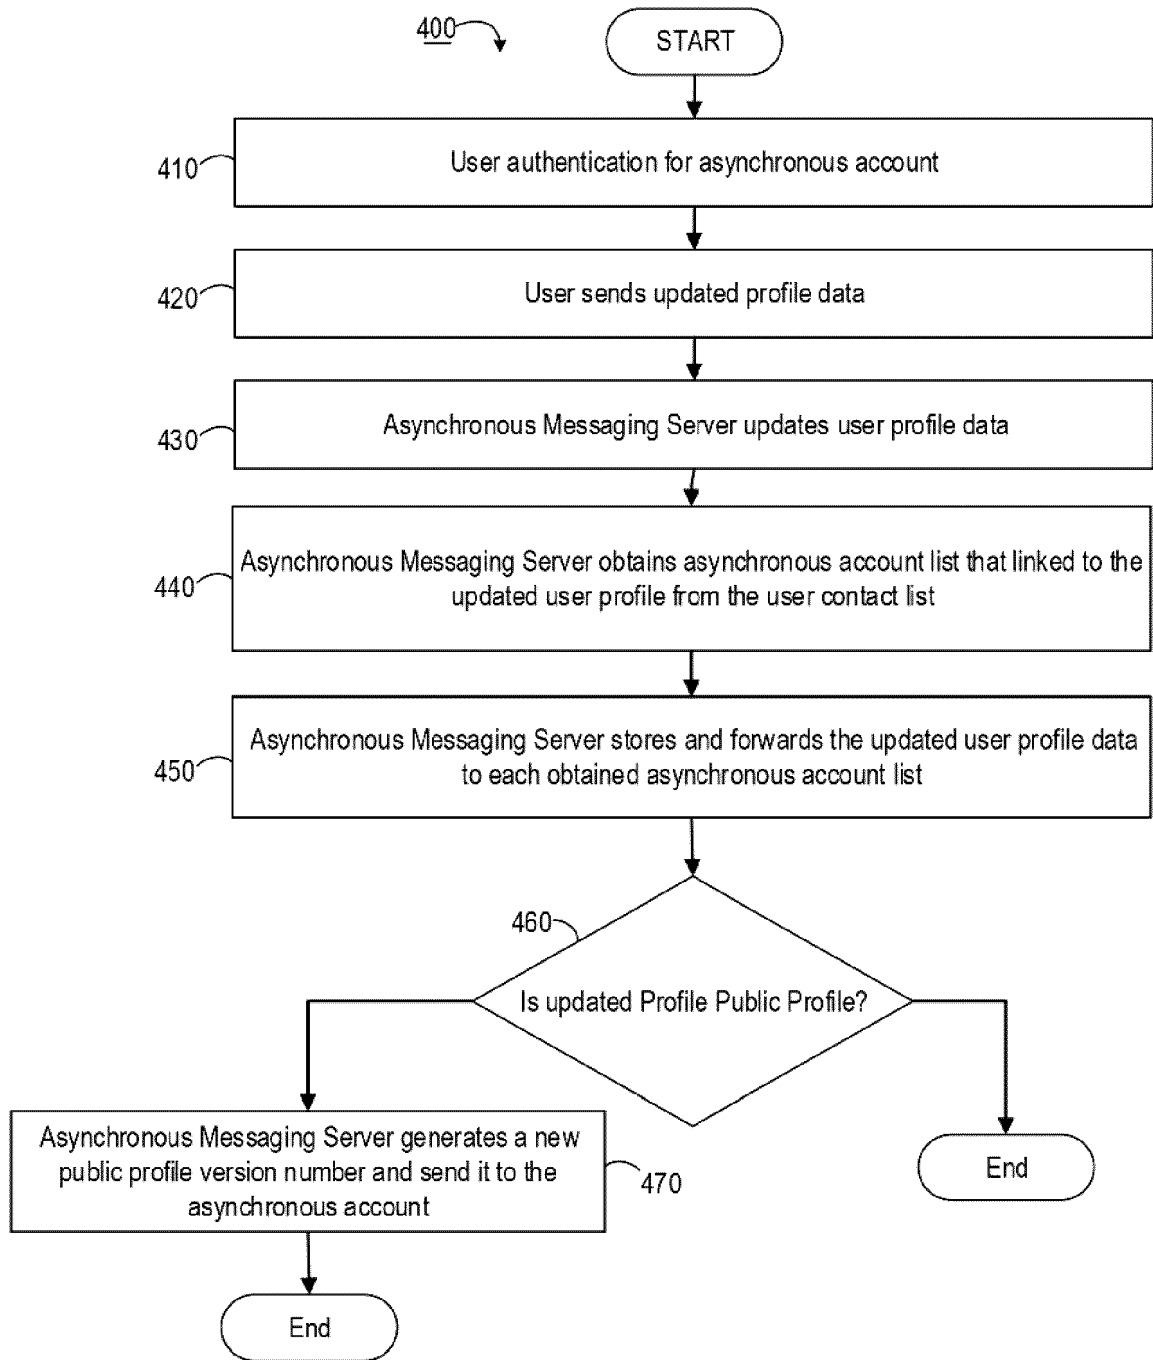 400
START
410
User authentication for asynchronous account
420
User sends updated profile data
430
Asynchronous Messaging Server updates user profile data
440
Asynchronous Messaging Server obtains asynchronous account list that linked to the
updated user profile from the user contact list
450
Asynchronous Messaging Server stores and forwards the updated user profile data
to each obtained asynchronous account list
460
Is updated Profile Public Profile?
Asynchronous Messaging Server generates a new
public profile version number and send it to the
asynchronous account
470
End
End